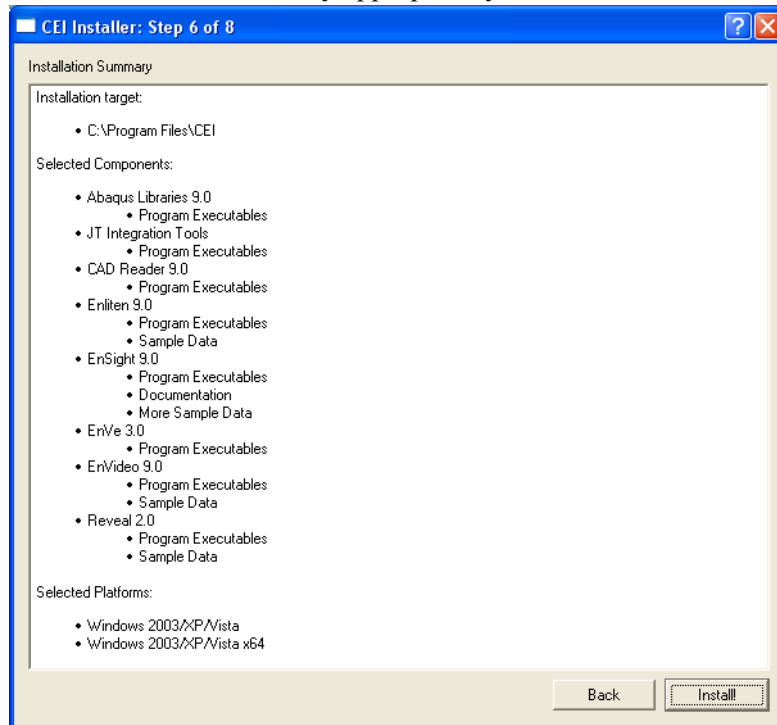 CEI Installer: Step 6 of 8
Installation Summary
Installation target:
• C:\Program Files\CEI
Selected Components:
• Abaqus Libraries 9.0
• Program Executables
• JT Integration Tools
• Program Executables
• CAD Reader 9.0
• Program Executables
• Enliten 9.0
• Program Executables
• Sample Data
• EnSight 9.0
• Program Executables
• Documentation
• More Sample Data
• EnVe 3.0
• Program Executables
• EnVideo 9.0
• Program Executables
• Sample Data
• Reveal 2.0
• Program Executables
• Sample Data
Selected Platforms:
• Windows 2003/XP/Vista
• Windows 2003/XP/Vista x64
Back Install!